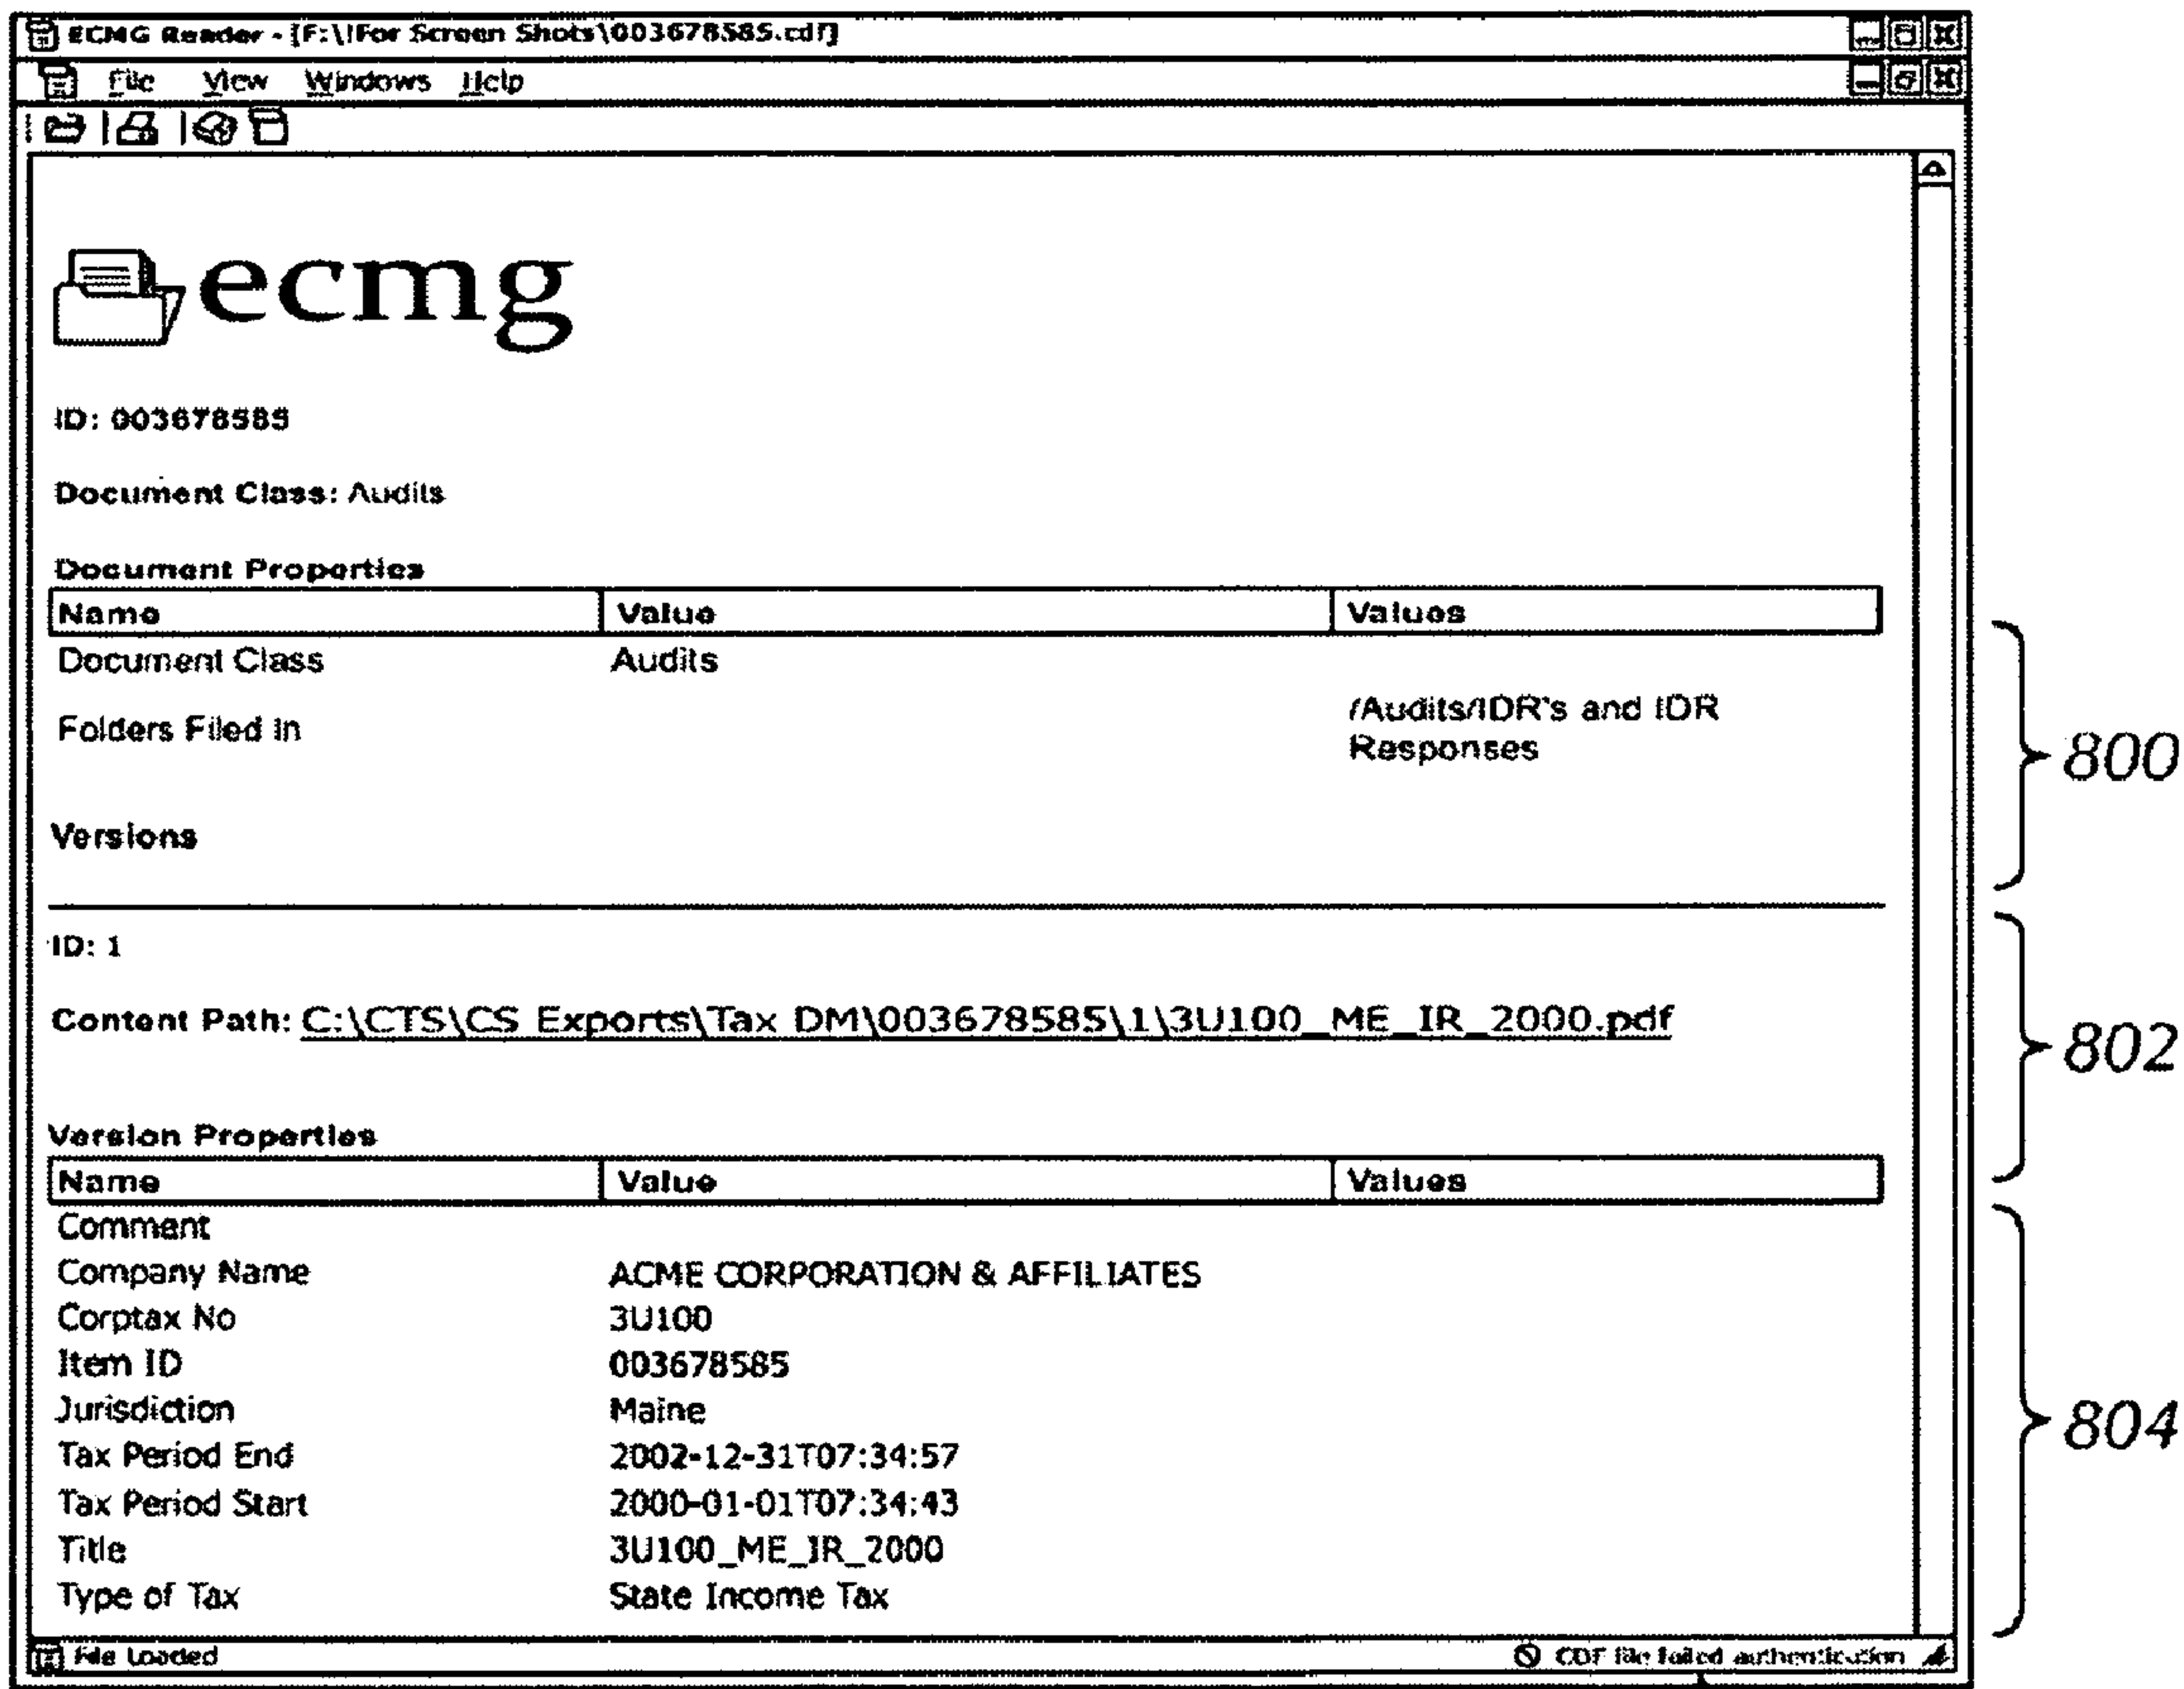 ECMG Reader - [F:\!For Screen Shots\003678585.cdf]
File View Windows Help
ecmg
ID: 003678585
Document Class: Audits
Document Properties
Name Value Values
Document Class Audits
Folders Filed In /Audits/IDR's and IDR Responses
800
Versions
ID: 1
Content Path: C:\CTS\CS Exports\Tax DM\003678585\1\3U100_ME_IR_2000.pdf
802
Version Properties
Name Value Values
Comment
Company Name ACME CORPORATION & AFFILIATES
Corptax No 3U100
Item ID 003678585
Jurisdiction Maine
804
Tax Period End 2002-12-31T07:34:57
Tax Period Start 2000-01-01T07:34:43
Title 3U100_ME_IR_2000
Type of Tax State Income Tax
File Loaded CDF file failed authentication